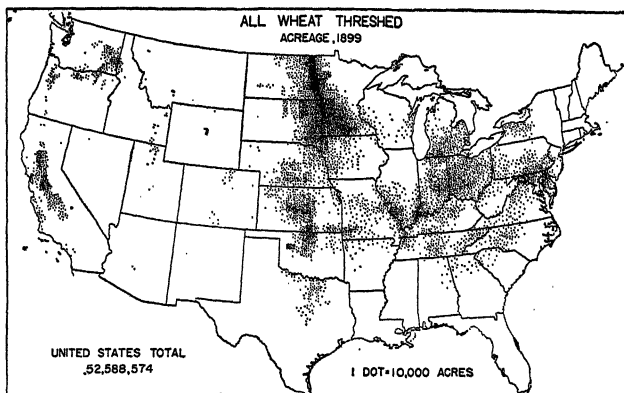 ALL WHEAT THRESHED
ACREAGE, 1899
UNITED STATES TOTAL
52,588,574
1 DOT=10,000 ACRES